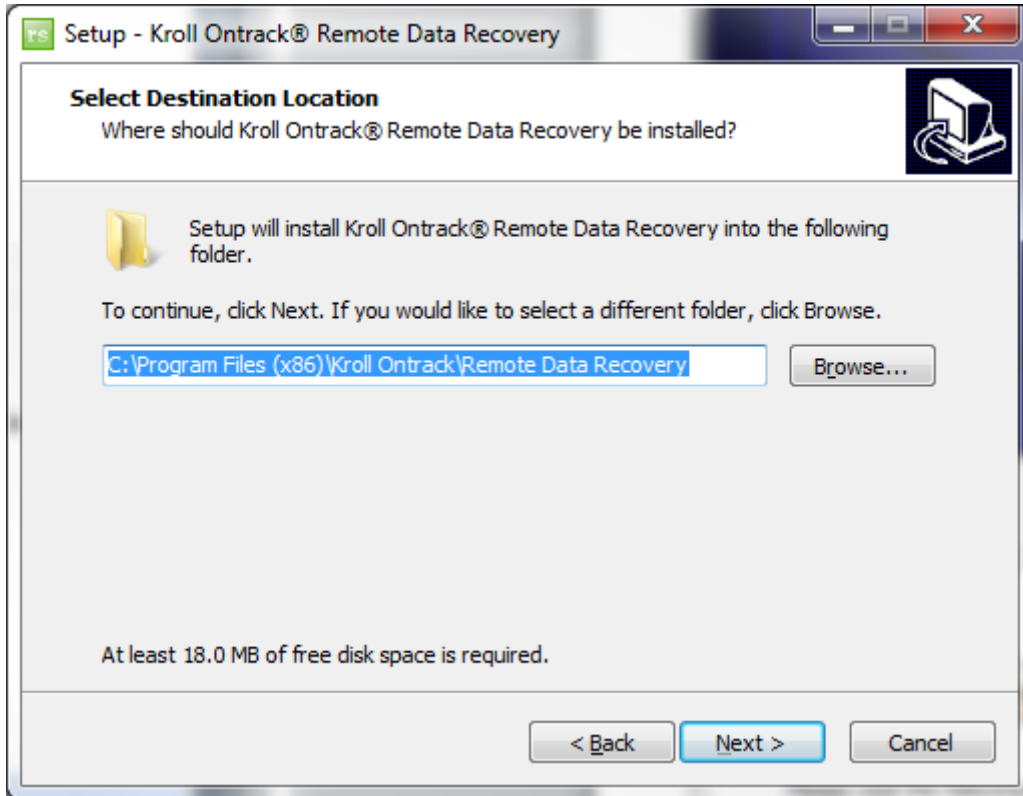 rs Setup - Kroll Ontrack® Remote Data Recovery
Select Destination Location
Where should Kroll Ontrack® Remote Data Recovery be installed?
Setup will install Kroll Ontrack® Remote Data Recovery into the following
folder.
To continue, click Next. If you would like to select a different folder, click Browse.
C:\Program Files (x86)\Kroll Ontrack\Remote Data Recovery Browse...
At least 18.0 MB of free disk space is required.
< Back Next > Cancel